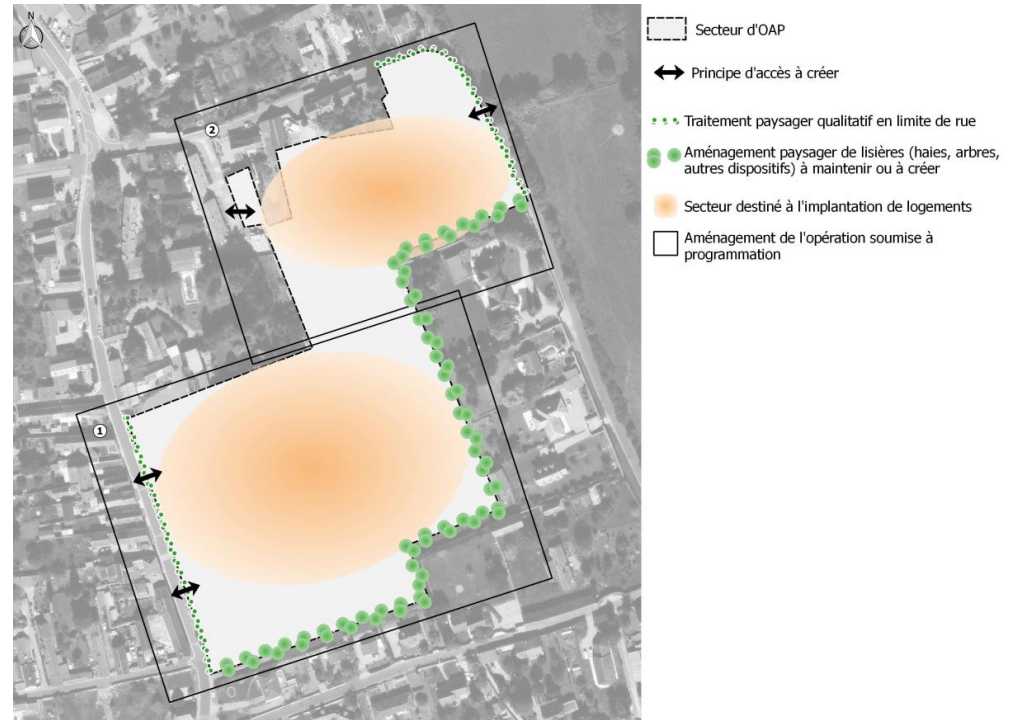 N
2
1
Secteur d'OAP
Principe d'accès à créer
Traitement paysager qualitatif en limite de rue
Aménagement paysager de lisières (haies, arbres,
autres dispositifs) à maintenir ou à créer
Secteur destiné à l'implantation de logements
Aménagement de l'opération soumise à
programmation